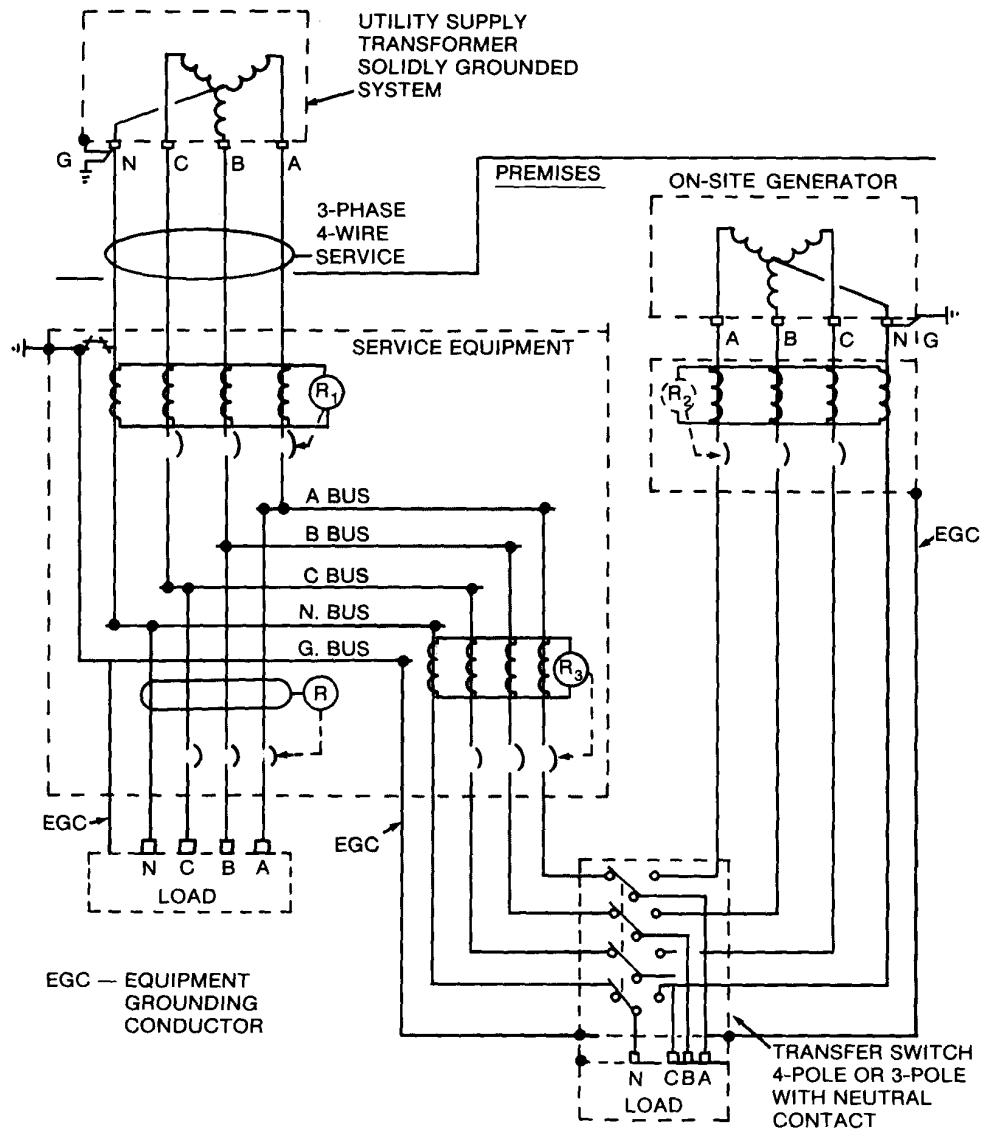 UTILITY SUPPLY
TRANSFORMER
SOLIDLY GROUNDED
SYSTEM
G
N
C
B
A
PREMISES
ON-SITE GENERATOR
3-PHASE
4-WIRE
SERVICE
A
B
C
N
G
SERVICE EQUIPMENT
R1
R2
A BUS
B BUS
C BUS
N. BUS
G. BUS
EGC
R3
R
EGC
EGC
N
C
B
A
LOAD
EGC — EQUIPMENT
GROUNDING
CONDUCTOR
N
C
B
A
LOAD
TRANSFER SWITCH
4-POLE OR 3-POLE
WITH NEUTRAL
CONTACT